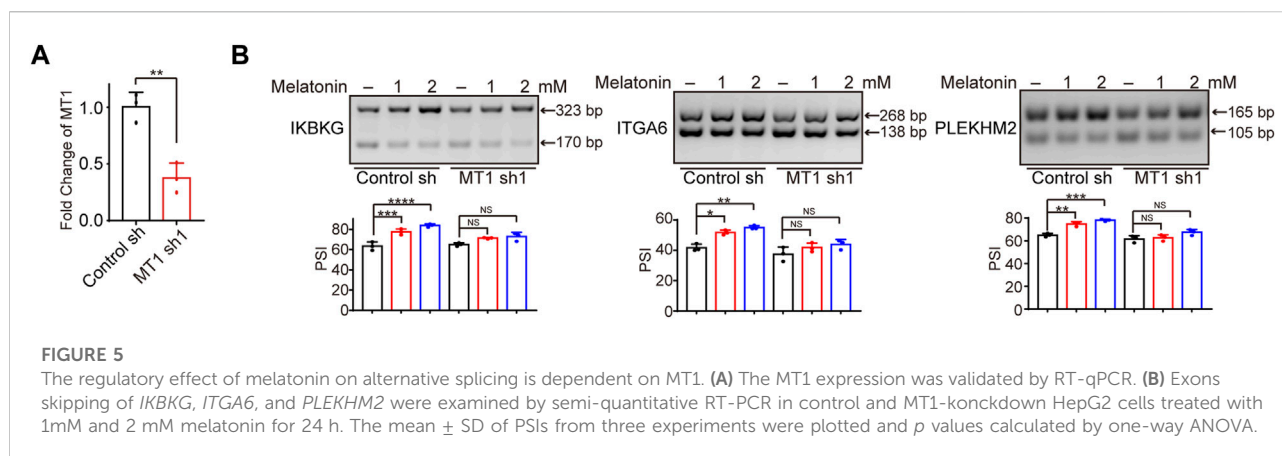 A
Fold Change of MT1
1.0
0.5
0.0
**
Control sh
MT1 sh1
B
Melatonin – 1 2 mM
IKBKG
←323 bp
←170 bp
Control sh MT1 sh1
PSI
80
60
40
20
0
***
****
NS
NS
Melatonin – 1 2 mM
ITGA6
←268 bp
←138 bp
Control sh MT1 sh1
PSI
60
40
20
0
*
**
NS
NS
Melatonin – 1 2 mM
PLEKHM2
←165 bp
←105 bp
Control sh MT1 sh1
PSI
80
60
40
20
0
**
***
NS
NS
FIGURE 5
The regulatory effect of melatonin on alternative splicing is dependent on MT1. (A) The MT1 expression was validated by RT-qPCR. (B) Exons
skipping of IKBKG, ITGA6, and PLEKHM2 were examined by semi-quantitative RT-PCR in control and MT1-konckdown HepG2 cells treated with
1mM and 2 mM melatonin for 24 h. The mean ± SD of PSIs from three experiments were plotted and p values calculated by one-way ANOVA.